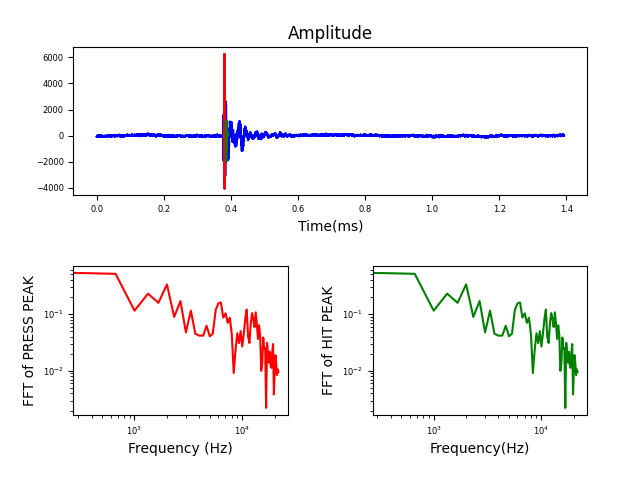 Amplitude
6000
4000
2000
0
−2000
−4000
0.0 0.2 0.4 0.6 0.8 1.0 1.2 1.4
Time(ms)
FFT of PRESS PEAK
10⁻¹
10⁻²
10³ 10⁴
Frequency (Hz)
FFT of HIT PEAK
10⁻¹
10⁻²
10³ 10⁴
Frequency(Hz)